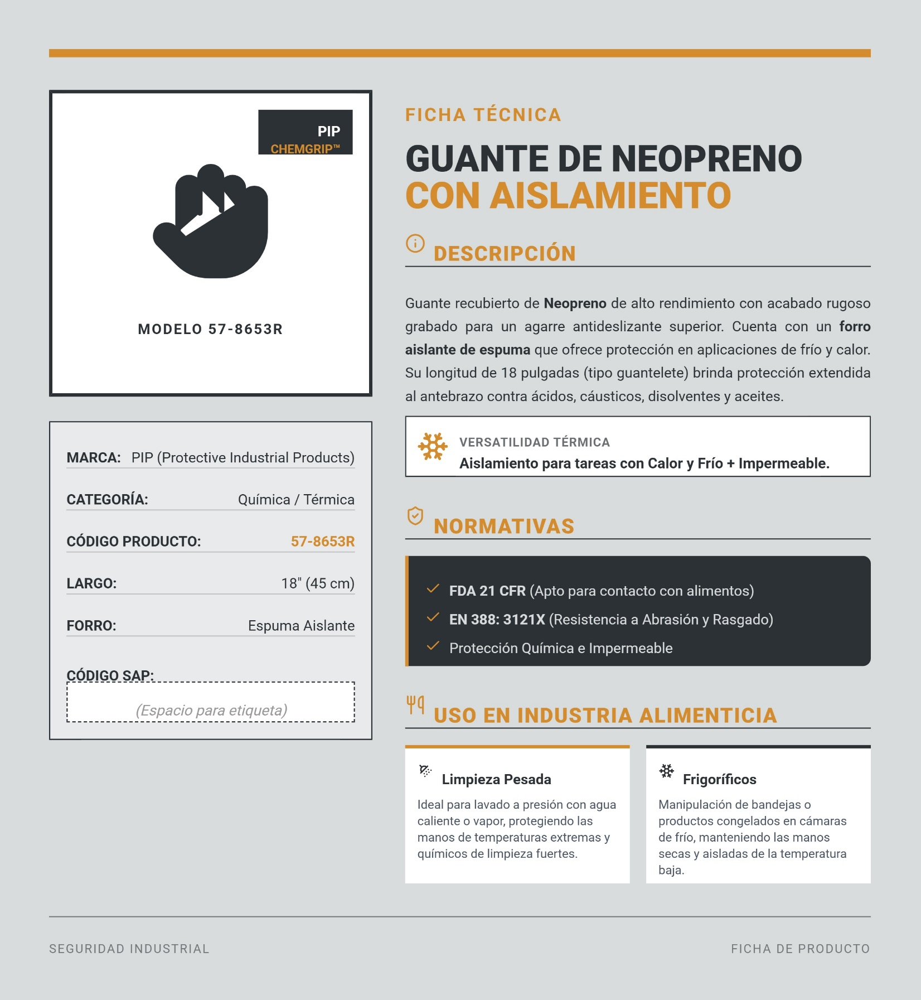 PIP
CHEMGRIP™
MODELO 57-8653R
MARCA: PIP (Protective Industrial Products)
CATEGORÍA: Química / Térmica
CÓDIGO PRODUCTO: 57-8653R
LARGO: 18" (45 cm)
FORRO: Espuma Aislante
CÓDIGO SAP:
(Espacio para etiqueta)
FICHA TÉCNICA
GUANTE DE NEOPRENO
CON AISLAMIENTO
DESCRIPCIÓN
Guante recubierto de Neopreno de alto rendimiento con acabado rugoso
grabado para un agarre antideslizante superior. Cuenta con un forro
aislante de espuma que ofrece protección en aplicaciones de frío y calor.
Su longitud de 18 pulgadas (tipo guantelete) brinda protección extendida
al antebrazo contra ácidos, cáusticos, disolventes y aceites.
VERSATILIDAD TÉRMICA
Aislamiento para tareas con Calor y Frío + Impermeable.
NORMATIVAS
FDA 21 CFR (Apto para contacto con alimentos)
EN 388: 3121X (Resistencia a Abrasión y Rasgado)
Protección Química e Impermeable
USO EN INDUSTRIA ALIMENTICIA
Limpieza Pesada
Ideal para lavado a presión con agua
caliente o vapor, protegiendo las
manos de temperaturas extremas y
químicos de limpieza fuertes.
Frigoríficos
Manipulación de bandejas o
productos congelados en cámaras
de frío, manteniendo las manos
secas y aisladas de la temperatura
baja.
SEGURIDAD INDUSTRIAL
FICHA DE PRODUCTO